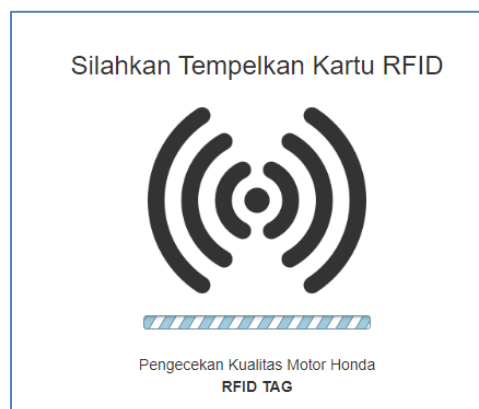 Silahkan Tempelkan Kartu RFID
Pengecekan Kualitas Motor Honda
RFID TAG